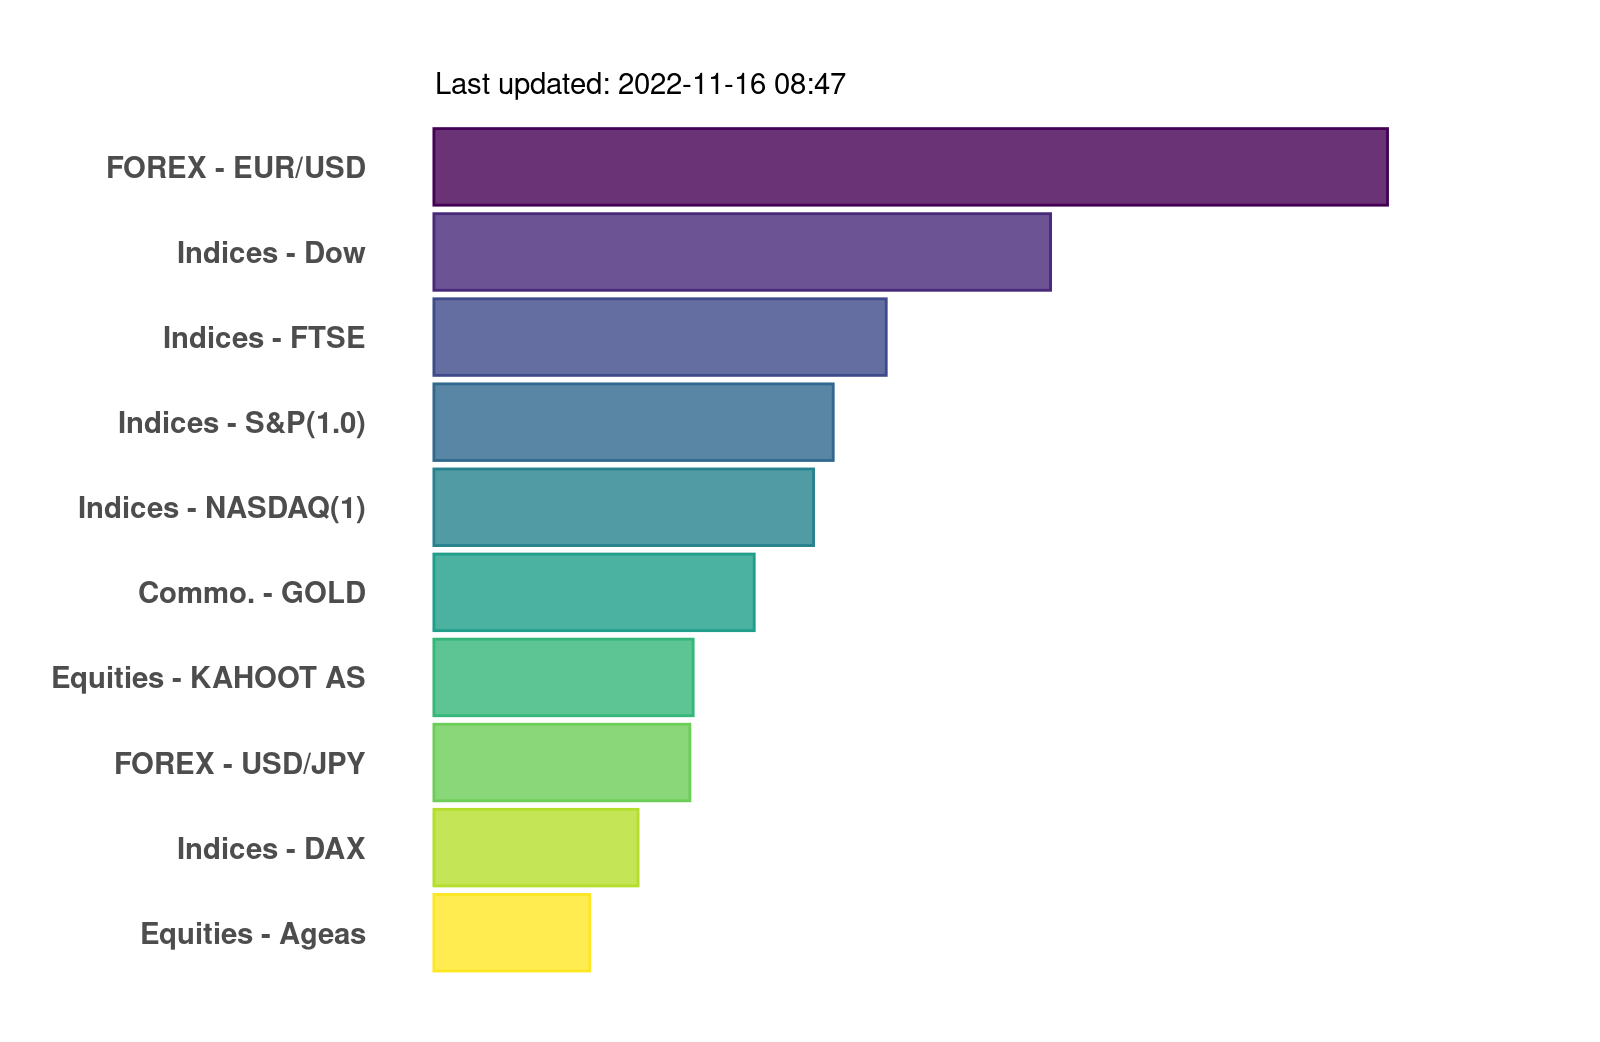 Last updated: 2022-11-16 08:47
FOREX - EUR/USD
Indices - Dow
Indices - FTSE
Indices - S&P(1.0)
Indices - NASDAQ(1)
Commo. - GOLD
Equities - KAHOOT AS
FOREX - USD/JPY
Indices - DAX
Equities - Ageas